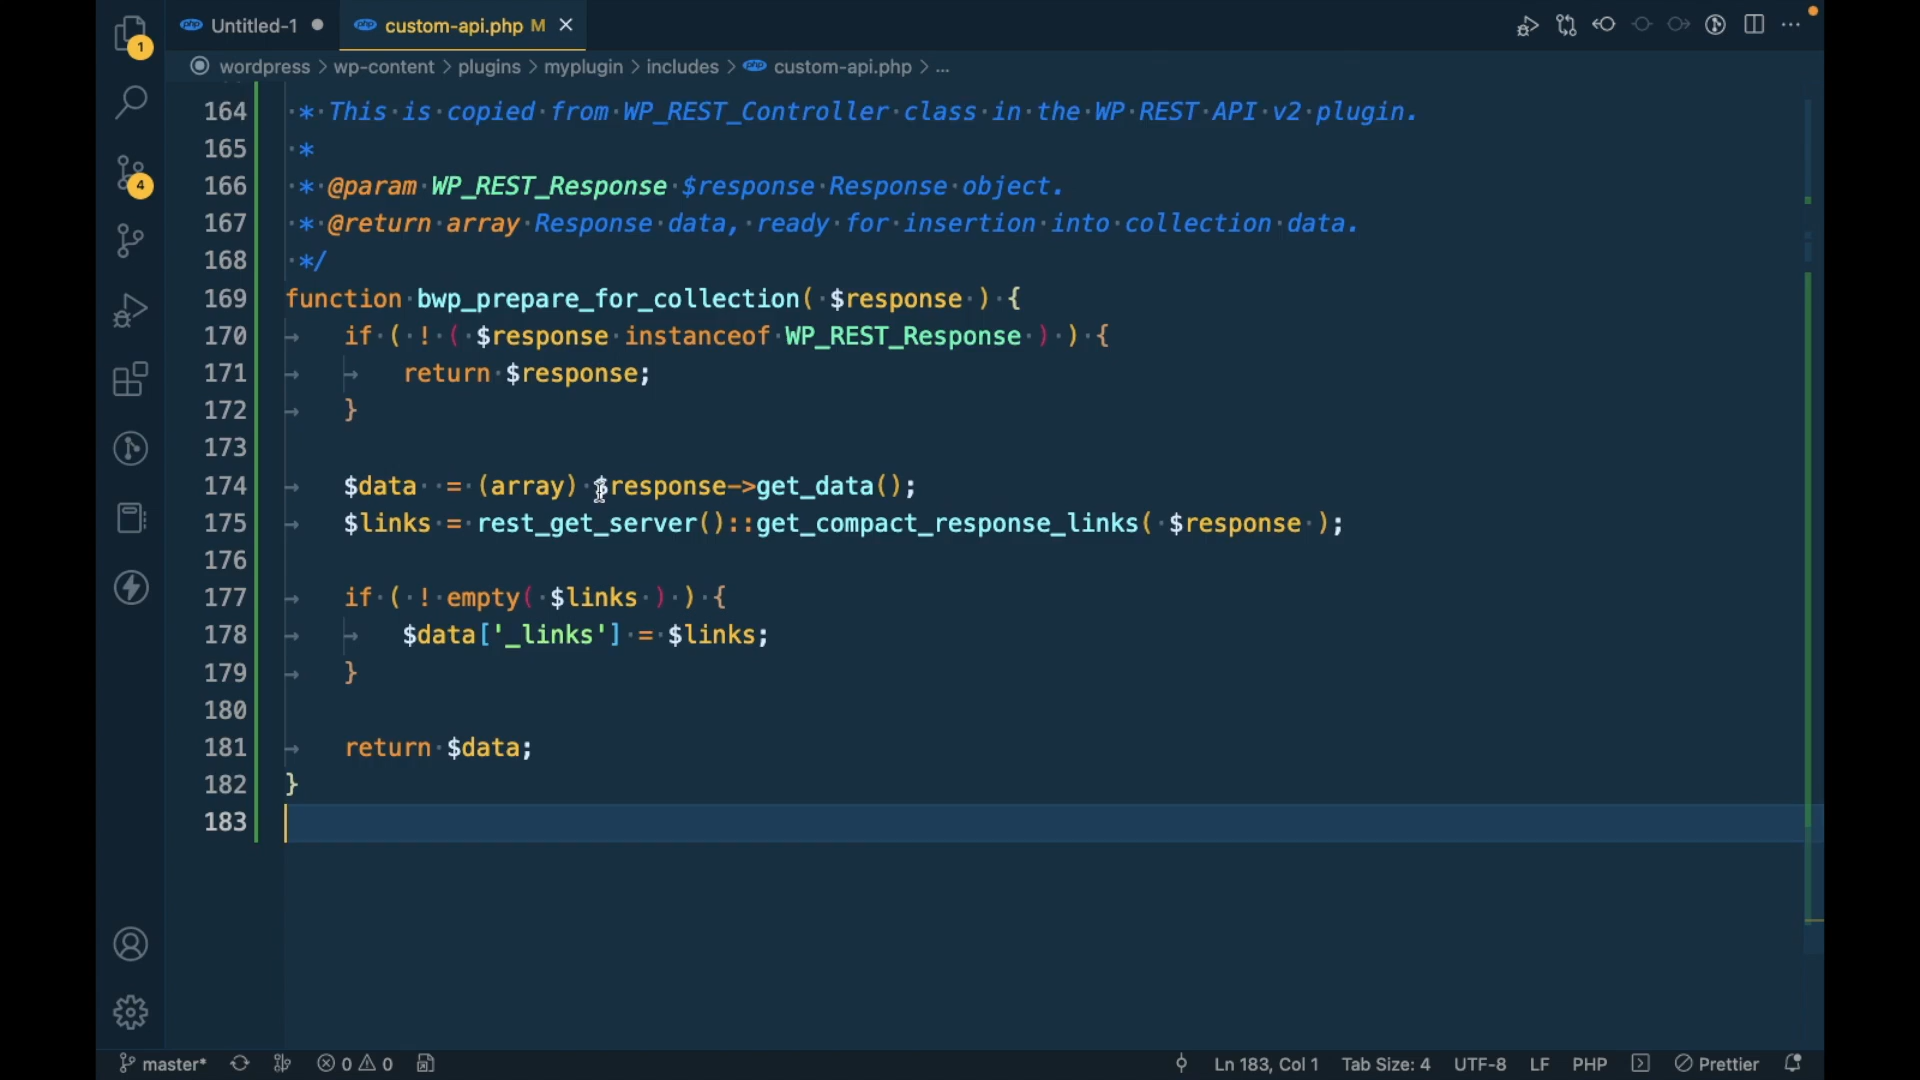 Untitled-1
custom-api.php M
wordpress > wp-content > plugins > myplugin > includes > custom-api.php > ...
1
4
164 * This is copied from WP_REST_Controller class in the WP REST API v2 plugin.
165 *
166 * @param WP_REST_Response $response Response object.
167 * @return array Response data, ready for insertion into collection data.
168 */
169 function bwp_prepare_for_collection( $response ) {
170 if ( ! ( $response instanceof WP_REST_Response ) ) {
171 return $response;
172 }
173
174 $data  = (array) $response->get_data();
175 $links = rest_get_server()::get_compact_response_links( $response );
176
177 if ( ! empty( $links ) ) {
178 $data['_links'] = $links;
179 }
180
181 return $data;
182 }
183
master* 0 0 Ln 183, Col 1 Tab Size: 4 UTF-8 LF PHP Prettier